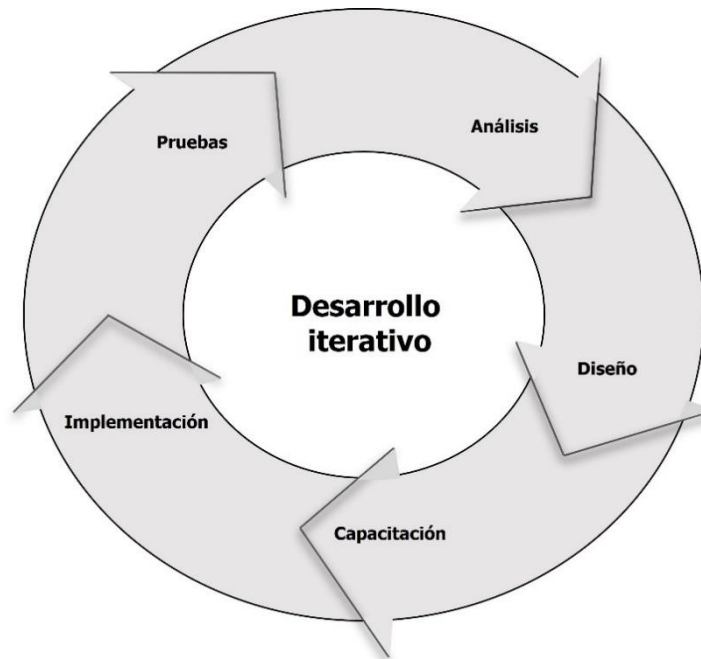 Pruebas
Análisis
Desarrollo
iterativo
Diseño
Implementación
Capacitación